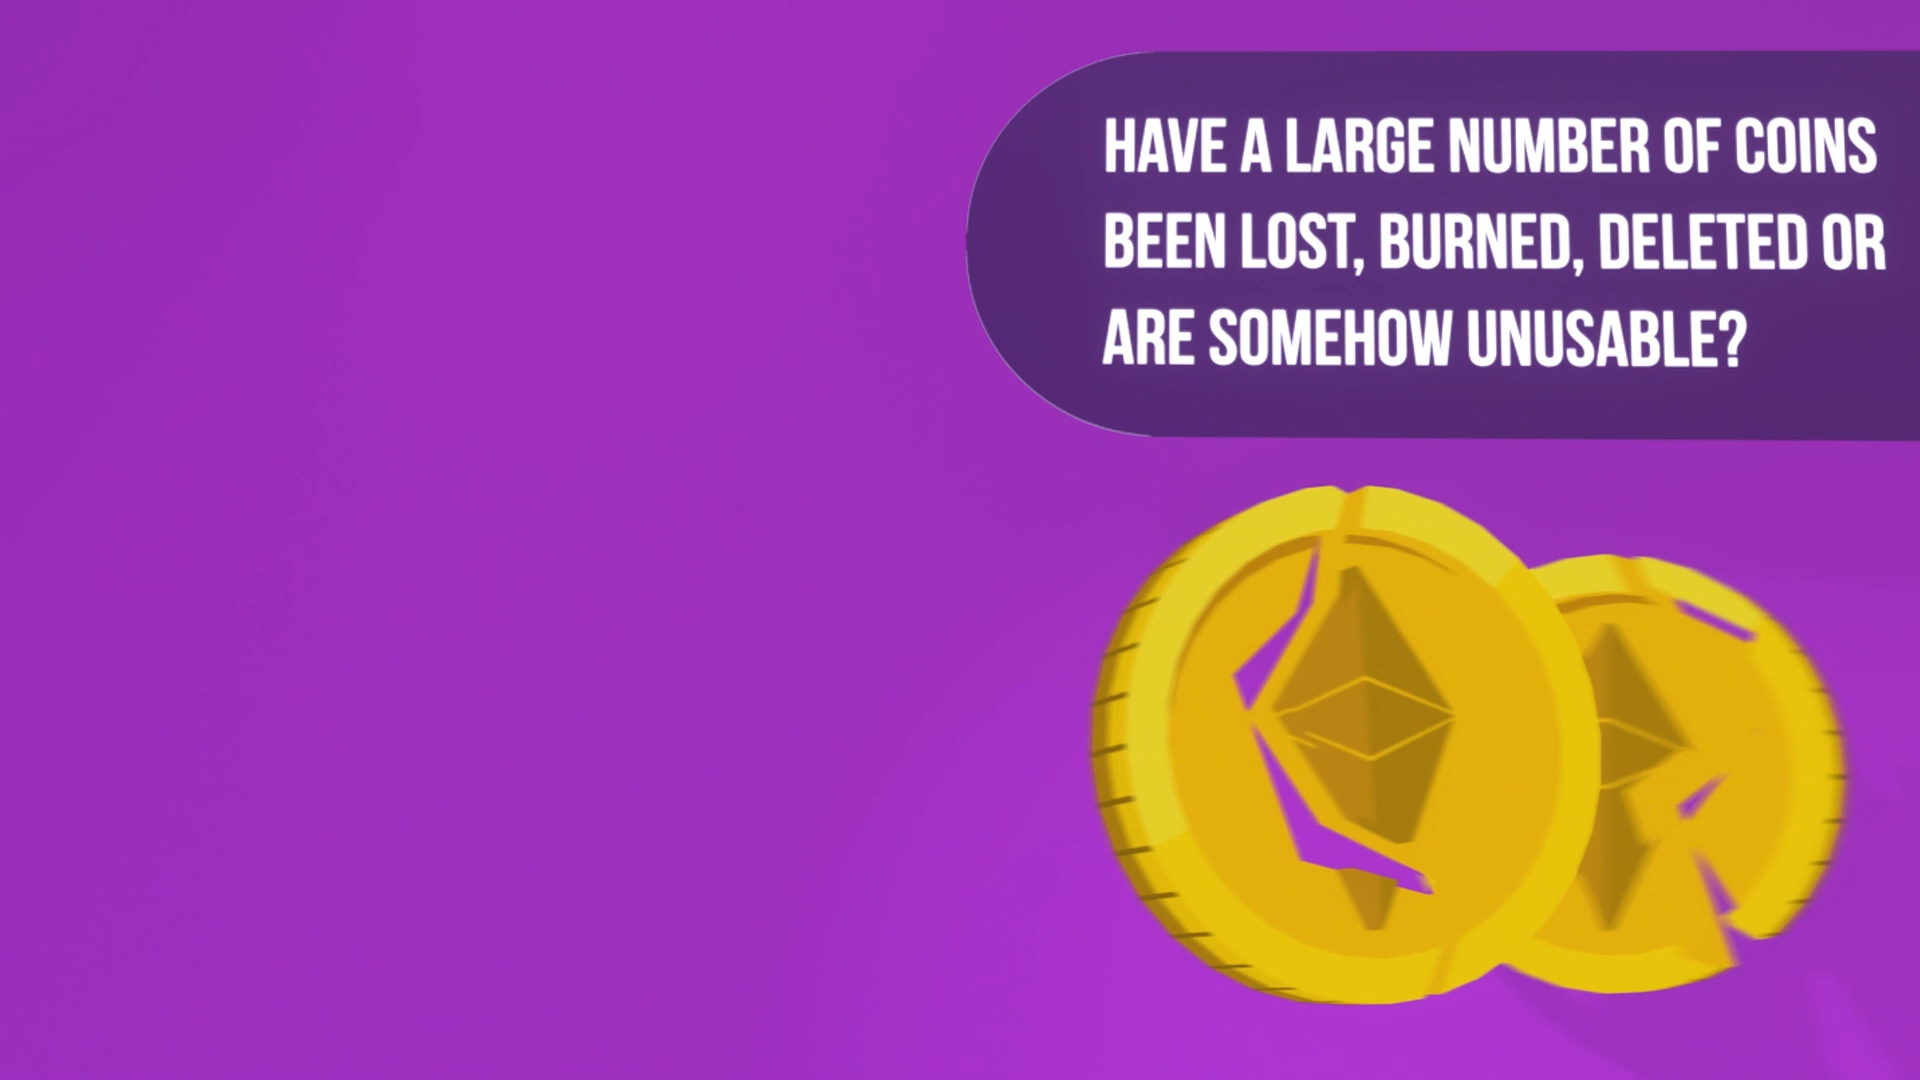 HAVE A LARGE NUMBER OF COINS
BEEN LOST, BURNED, DELETED OR
ARE SOMEHOW UNUSABLE?